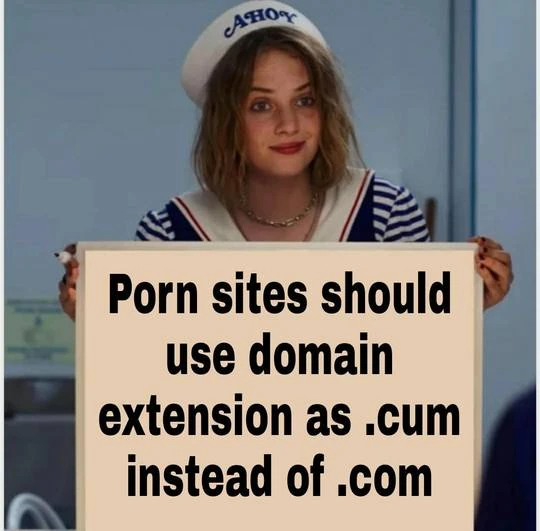 AHOY
Porn sites should
use domain
extension as .cum
instead of .com